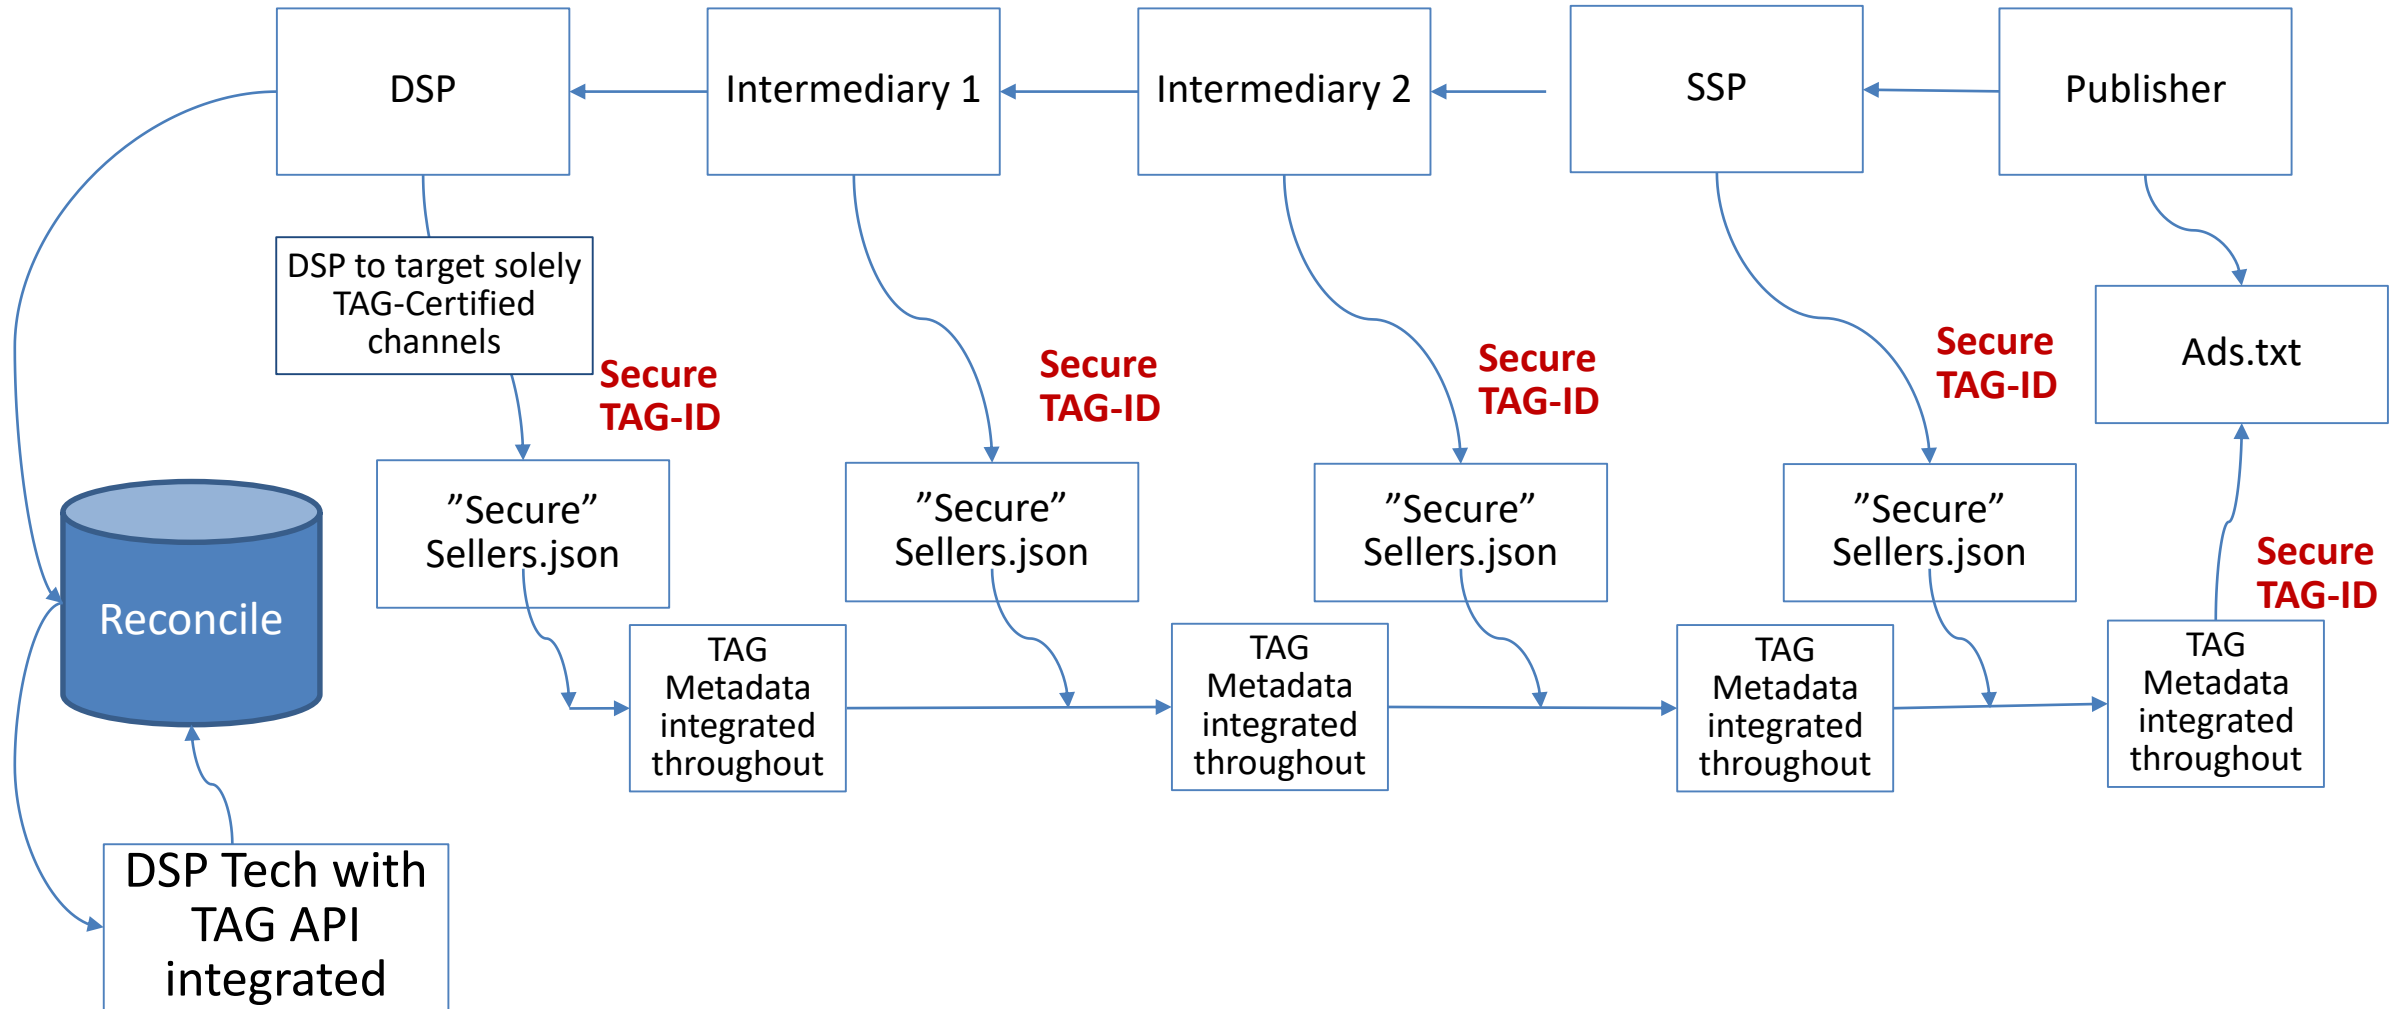 DSP
Intermediary 1
Intermediary 2
SSP
Publisher
DSP to target solely
TAG-Certified
channels
Secure
TAG-ID
Secure
TAG-ID
Secure
TAG-ID
Secure
TAG-ID
Ads.txt
”Secure”
Sellers.json
”Secure”
Sellers.json
”Secure”
Sellers.json
”Secure”
Sellers.json
Secure
TAG-ID
Reconcile
TAG
Metadata
integrated
throughout
TAG
Metadata
integrated
throughout
TAG
Metadata
integrated
throughout
TAG
Metadata
integrated
throughout
DSP Tech with
TAG API
integrated